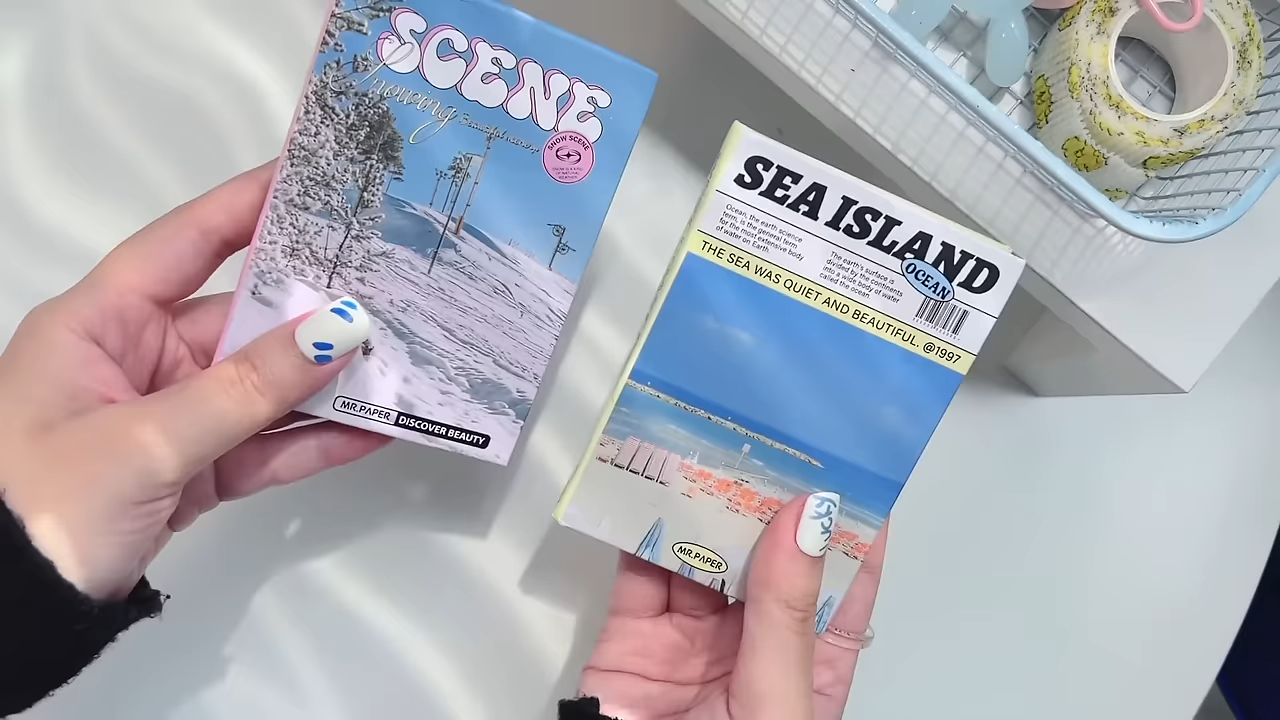 SCENE
Snowing
Beautiful
SNOW SCENE
MR.PAPER DISCOVER BEAUTY
SEA ISLAND
Ocean, the earth science
term, is the general term
for the most extensive body
of water on Earth.
The earth's surface is
divided by the continents
into a wide body of water
called the ocean.
OCEAN
THE SEA WAS QUIET AND BEAUTIFUL. @1997
MR.PAPER